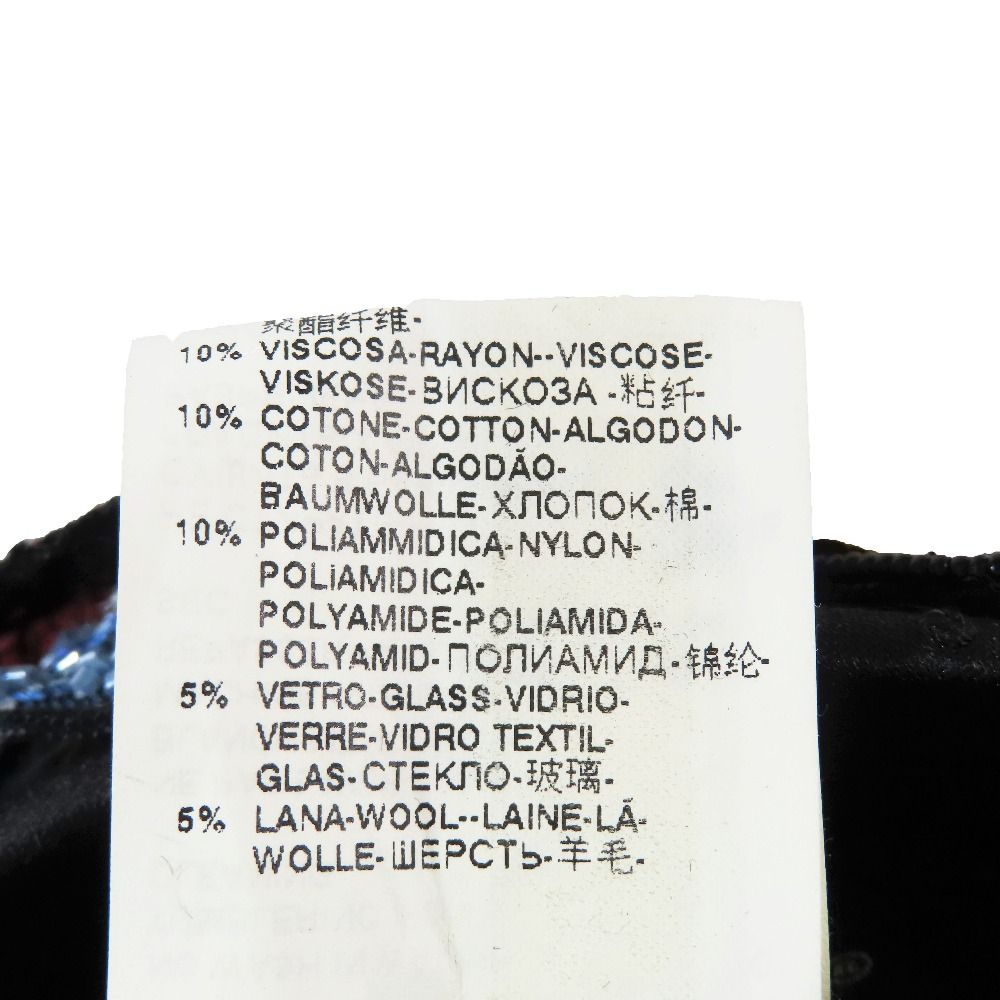 聚酯纤维-
10% VISCOSA-RAYON--VISCOSE-
VISKOSE-ВИСКОЗА -粘纤-
10% COTONE-COTTON-ALGODON-
COTON-ALGODÃO-
BAUMWOLLE-ХЛОПОК-棉-
10% POLIAMMIDICA-NYLON-
POLIAMIDICA-
POLYAMIDE-POLIAMIDA-
POLYAMID-ПОЛИАМИД-锦纶-
5% VETRO-GLASS-VIDRIO-
VERRE-VIDRO TEXTIL-
GLAS-СТЕКЛО-玻璃-
5% LANA-WOOL--LAINE-LÃ-
WOLLE-ШЕРСТЬ-羊毛-